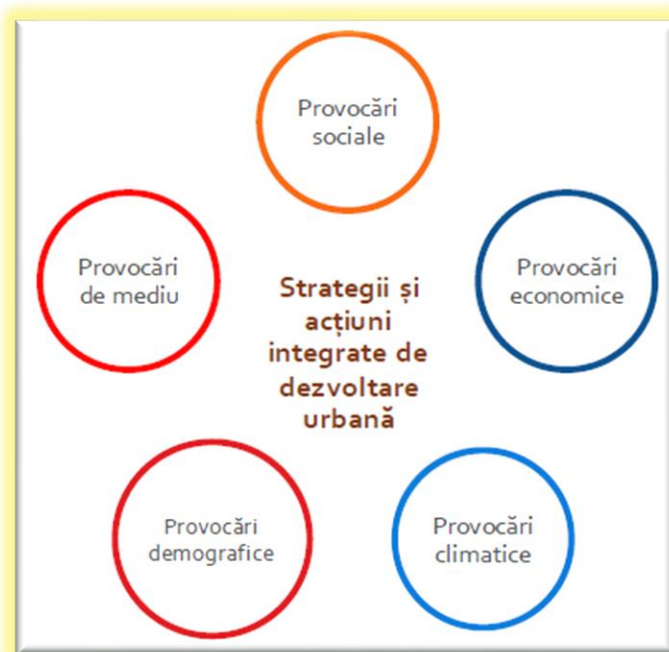 Provocări
sociale
Provocări
de mediu
Provocări
economice
Strategii și
acțiuni
integrate de
dezvoltare
urbană
Provocări
demografice
Provocări
climatice